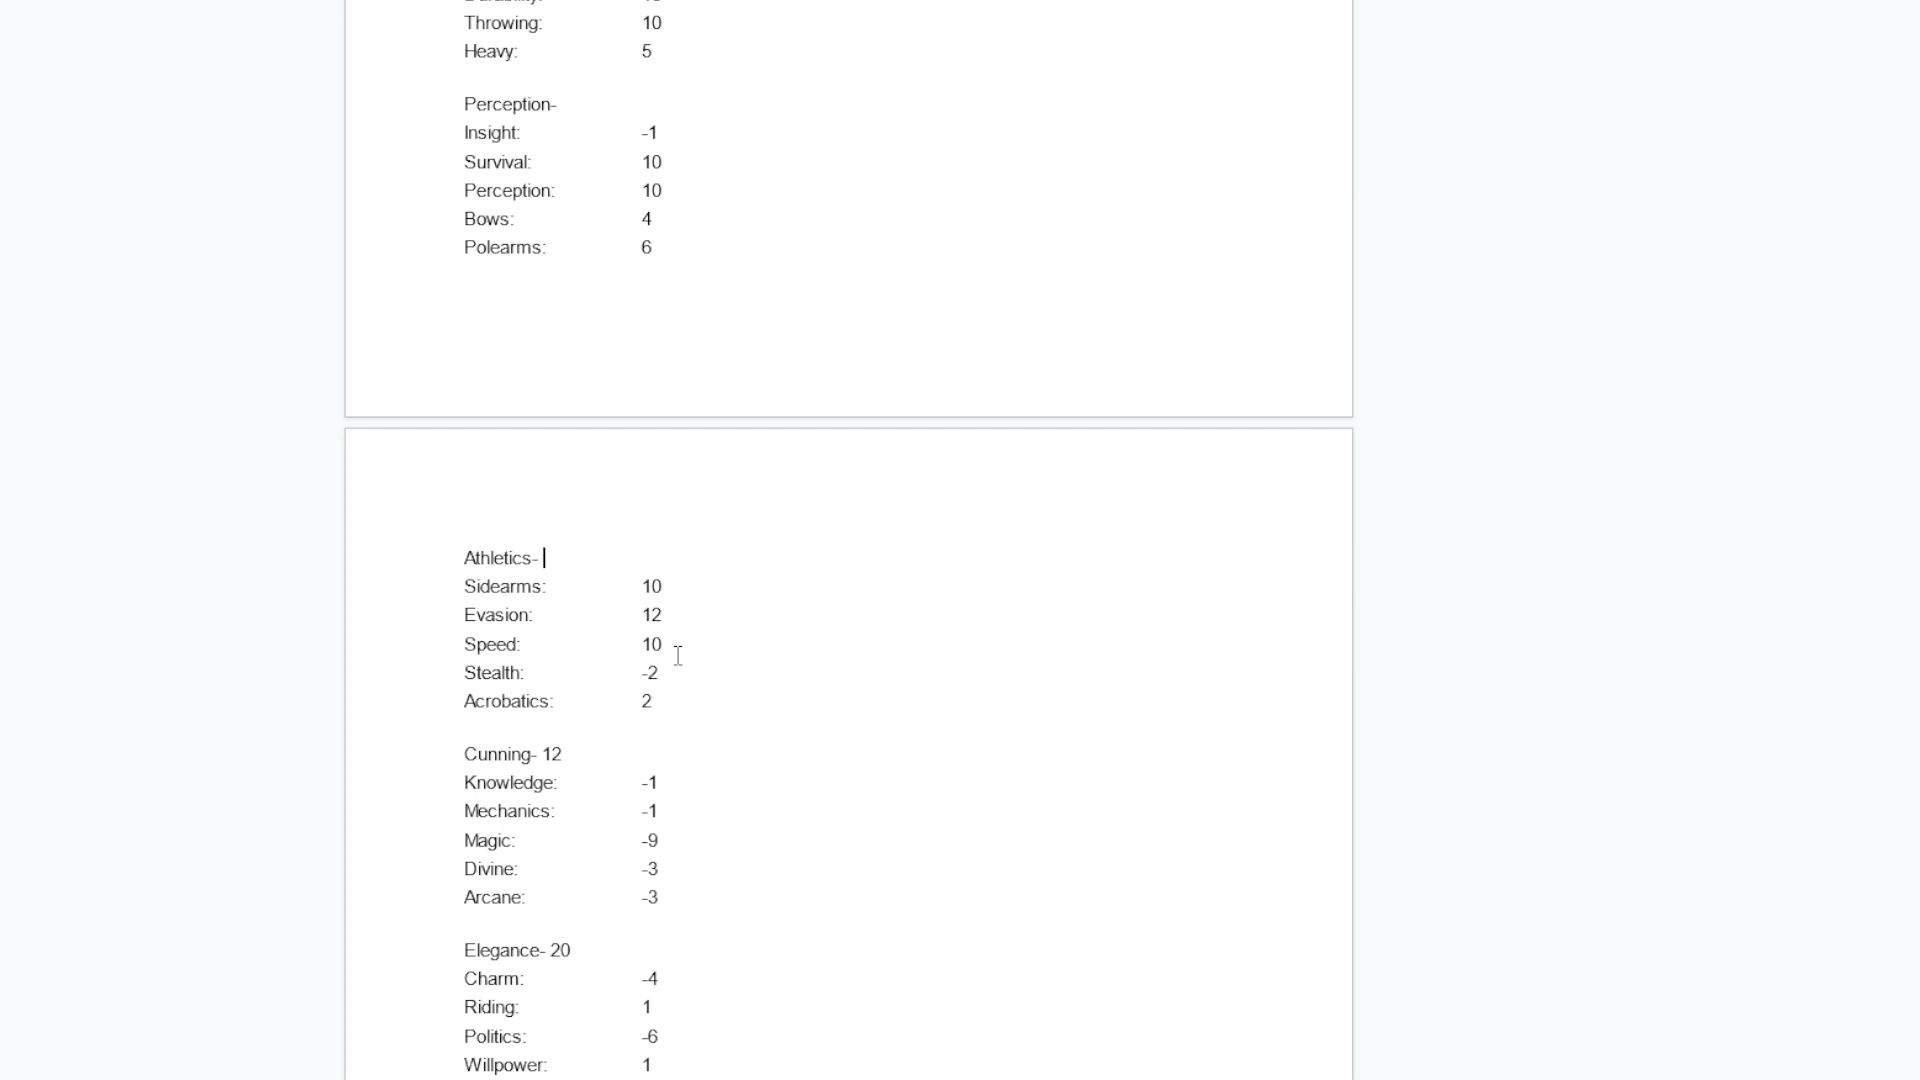 Throwing: 10
Heavy: 5
Perception-
Insight: -1
Survival: 10
Perception: 10
Bows: 4
Polearms: 6
Athletics-
Sidearms: 10
Evasion: 12
Speed: 10
Stealth: -2
Acrobatics: 2
Cunning- 12
Knowledge: -1
Mechanics: -1
Magic: -9
Divine: -3
Arcane: -3
Elegance- 20
Charm: -4
Riding: 1
Politics: -6
Willpower: 1